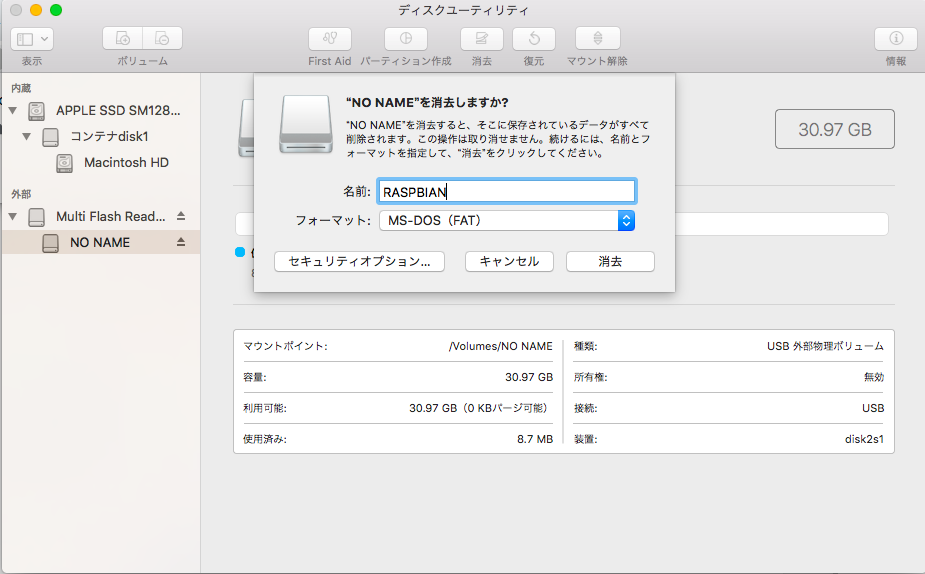 ディスクユーティリティ
表示
ボリューム
First Aid
パーティション作成
消去
復元
マウント解除
情報
内蔵
APPLE SSD SM128...
コンテナdisk1
Macintosh HD
外部
Multi Flash Read...
NO NAME
“NO NAME”を消去しますか?
“NO NAME”を消去すると、そこに保存されているデータがすべて
削除されます。この操作は取り消せません。続けるには、名前とフ
ォーマットを指定して、“消去”をクリックしてください。
名前:
RASPBIAN
フォーマット:
MS-DOS（FAT）
セキュリティオプション...
キャンセル
消去
30.97 GB
マウントポイント:
/Volumes/NO NAME
容量:
30.97 GB
利用可能:
30.97 GB（0 KBパージ可能）
使用済み:
8.7 MB
種類:
USB 外部物理ボリューム
所有権:
無効
接続:
USB
装置:
disk2s1